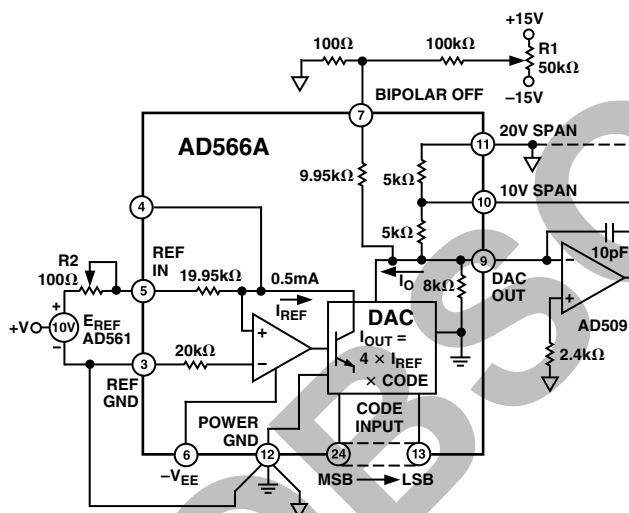 +15V
100Ω
100kΩ
R1
50kΩ
–15V
BIPOLAR OFF
7
AD566A
11
20V SPAN
9.95kΩ
5kΩ
10
10V SPAN
4
5kΩ
R2
100Ω
REF
IN
5
19.95kΩ
0.5mA
IREF
IO
8kΩ
9
DAC
OUT
10pF
+V
10V
+
–
EREF
AD561
3
REF
GND
20kΩ
+
–
DAC
IOUT =
4 × IREF
× CODE
–
+
AD509
2.4kΩ
POWER
GND
CODE
INPUT
6
–VEE
12
24
13
MSB
LSB
OBSO